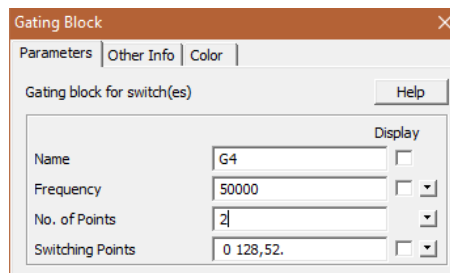 Gating Block
Parameters Other Info Color
Gating block for switch(es) Help
Display
Name G4
Frequency 50000
No. of Points 2
Switching Points 0 128,52.